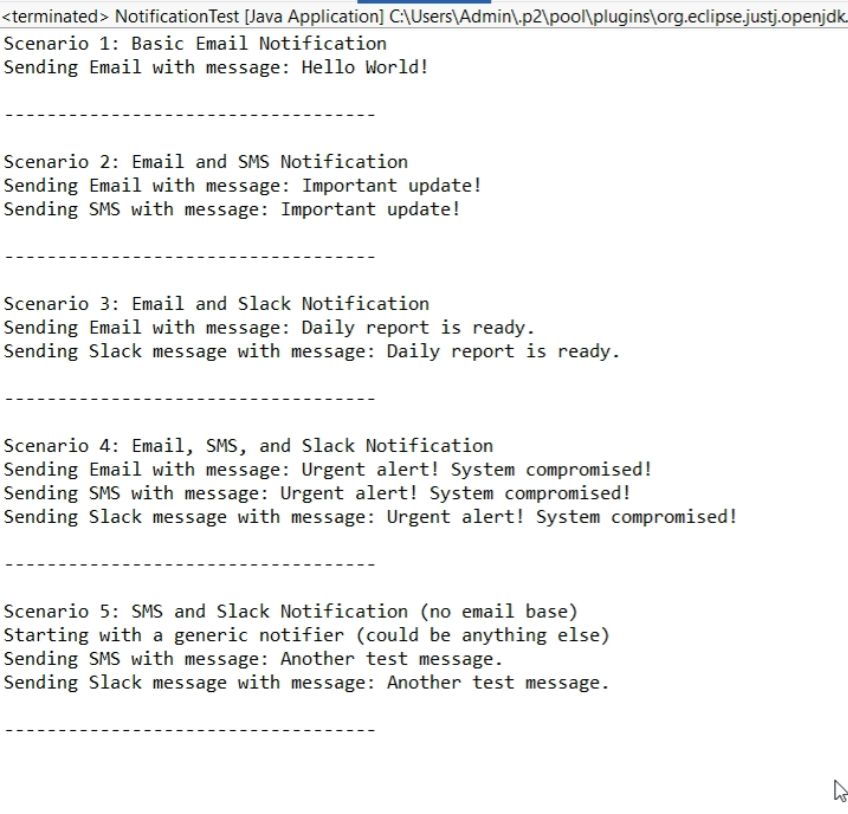 <terminated> NotificationTest [Java Application] C:\Users\Admin\.p2\pool\plugins\org.eclipse.justj.openjdk.
Scenario 1: Basic Email Notification
Sending Email with message: Hello World!
-----------------------------------
Scenario 2: Email and SMS Notification
Sending Email with message: Important update!
Sending SMS with message: Important update!
-----------------------------------
Scenario 3: Email and Slack Notification
Sending Email with message: Daily report is ready.
Sending Slack message with message: Daily report is ready.
-----------------------------------
Scenario 4: Email, SMS, and Slack Notification
Sending Email with message: Urgent alert! System compromised!
Sending SMS with message: Urgent alert! System compromised!
Sending Slack message with message: Urgent alert! System compromised!
-----------------------------------
Scenario 5: SMS and Slack Notification (no email base)
Starting with a generic notifier (could be anything else)
Sending SMS with message: Another test message.
Sending Slack message with message: Another test message.
-----------------------------------